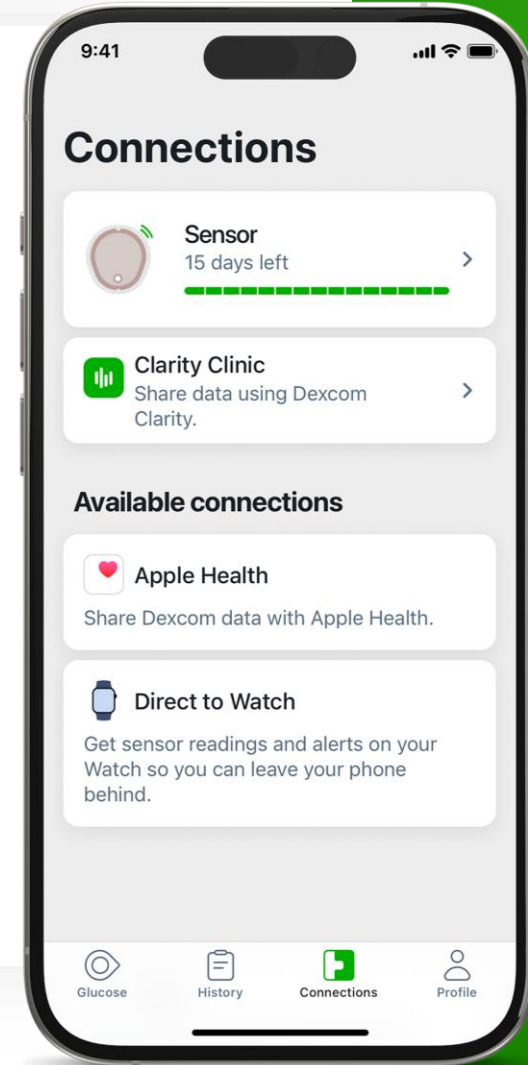 9:41
Connections
Sensor
15 days left
Clarity Clinic
Share data using Dexcom
Clarity.
Available connections
Apple Health
Share Dexcom data with Apple Health.
Direct to Watch
Get sensor readings and alerts on your
Watch so you can leave your phone
behind.
Glucose
History
Connections
Profile